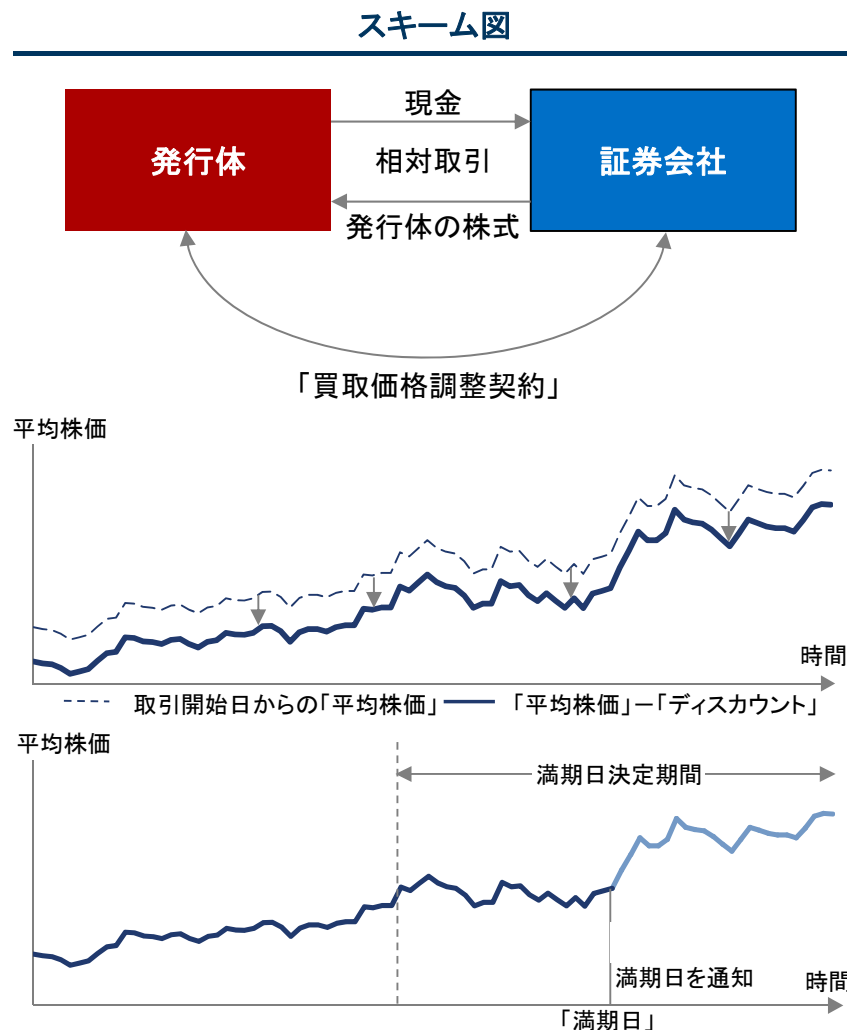 スキーム図
現金
発行体
相対取引
証券会社
発行体の株式
「買取価格調整契約」
平均株価
時間
取引開始日からの「平均株価」
「平均株価」－「ディスカウント」
平均株価
満期日決定期間
満期日を通知
時間
「満期日」